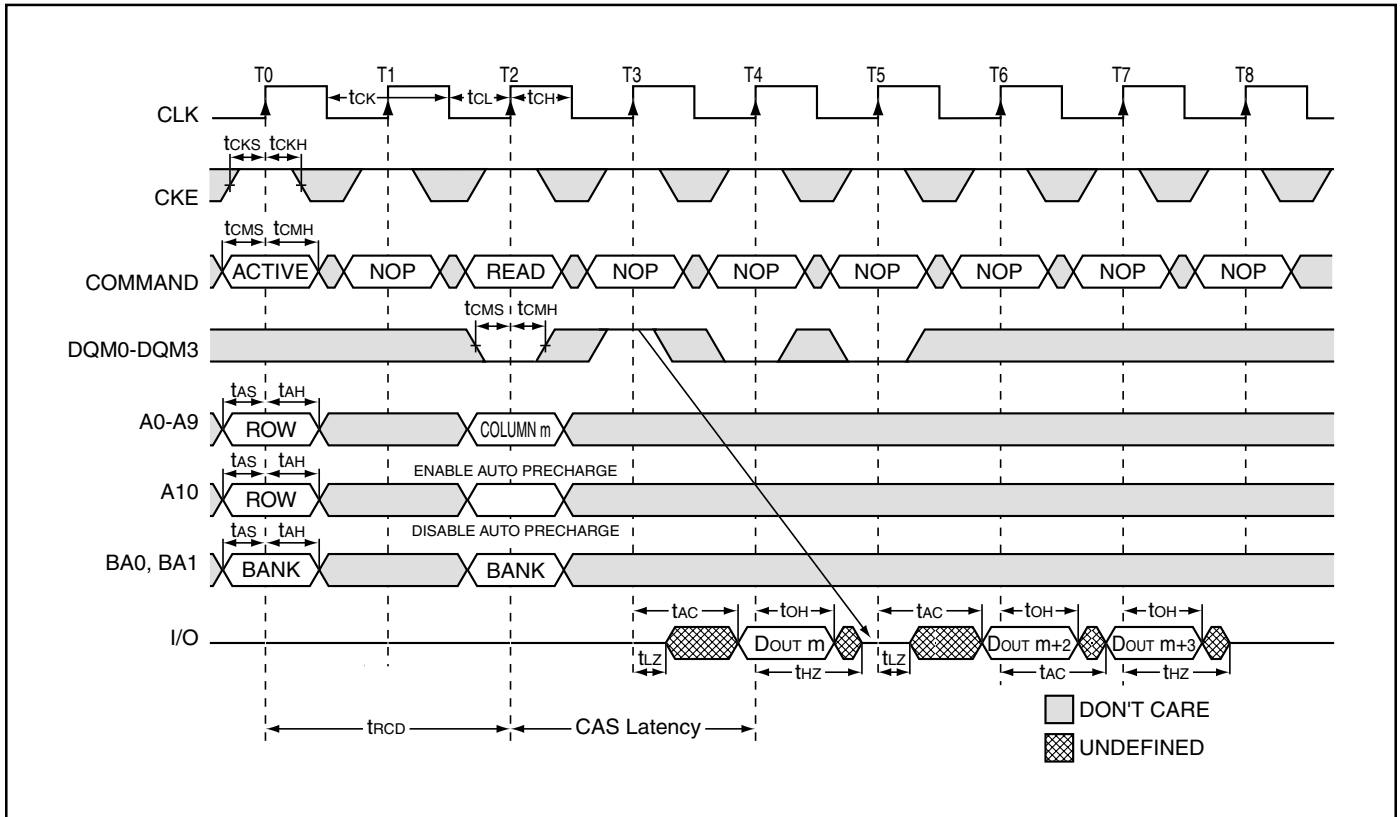 T0 T1 T2 T3 T4 T5 T6 T7 T8
CLK tCK tCL tCH
tCKS tCKH
CKE
tCMS tCMH
COMMAND ACTIVE NOP READ NOP NOP NOP NOP NOP NOP
tCMS tCMH
DQM0-DQM3
tAS tAH
A0-A9 ROW COLUMN m
tAS tAH ENABLE AUTO PRECHARGE
A10 ROW
tAS tAH DISABLE AUTO PRECHARGE
BA0, BA1 BANK BANK
tAC tOH tAC tOH tOH
I/O DOUT m DOUT m+2 DOUT m+3
tLZ tHZ tLZ tAC tHZ
tRCD CAS Latency
DON'T CARE
UNDEFINED